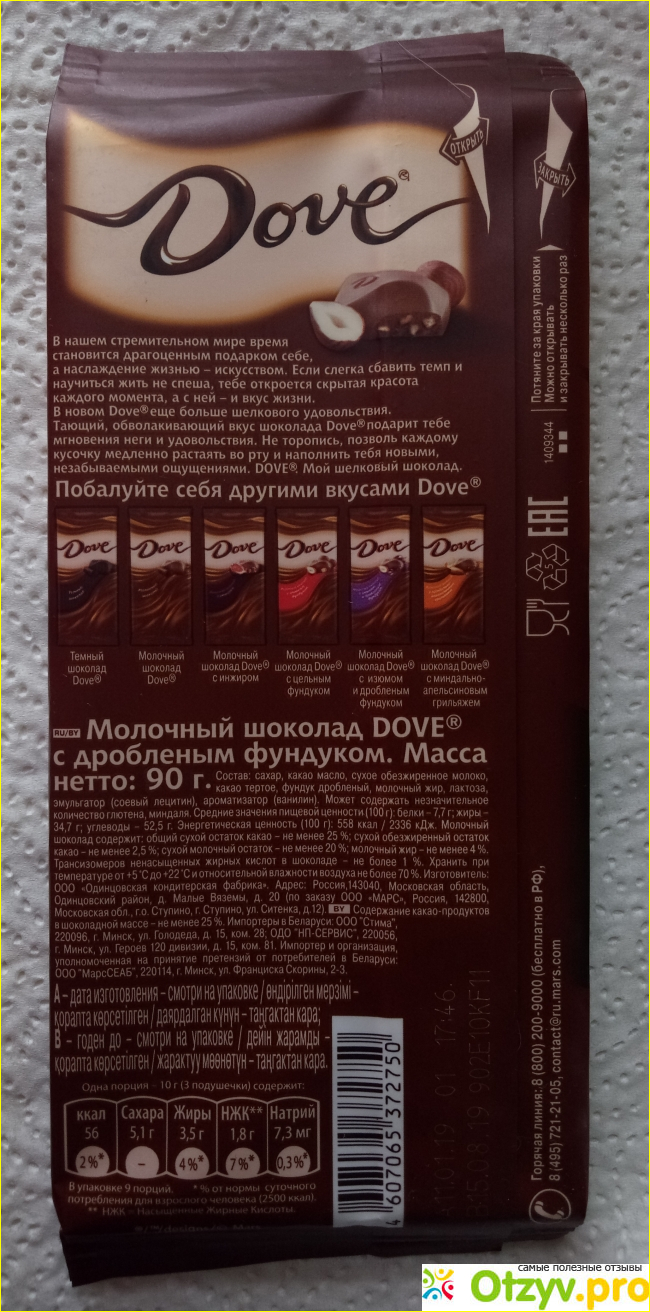 Dove®
ОТКРЫТЬ
ЗАКРЫТЬ
В нашем стремительном мире время
становится драгоценным подарком себе,
а наслаждение жизнью – искусством. Если слегка сбавить темп и
научиться жить не спеша, тебе откроется скрытая красота
каждого момента, а с ней – и вкус жизни.
В новом Dove® еще больше шелкового удовольствия.
Тающий, обволакивающий вкус шоколада Dove® подарит тебе
мгновения неги и удовольствия. Не торопись, позволь каждому
кусочку медленно растаять во рту и наполнить тебя новыми,
незабываемыми ощущениями. DOVE®. Мой шелковый шоколад.
Побалуйте себя другими вкусами Dove®
Dove Dove Dove Dove Dove Dove
Темный
шоколад
Dove®
Молочный
шоколад
Dove®
Молочный
шоколад Dove®
с инжиром
Молочный
шоколад Dove®
с цельным
фундуком
Молочный
шоколад Dove®
с изюмом
и дробленым
фундуком
Молочный
шоколад Dove®
с миндально-
апельсиновым
грильяжем
RU/BY Молочный шоколад DOVE®
с дробленым фундуком. Масса
нетто: 90 г. Состав: сахар, какао масло, сухое обезжиренное молоко,
какао тертое, фундук дробленый, молочный жир, лактоза,
эмульгатор (соевый лецитин), ароматизатор (ванилин). Может содержать незначительное
количество глютена, миндаля. Средние значения пищевой ценности (100 г): белки – 7,7 г; жиры –
34,7 г; углеводы – 52,5 г. Энергетическая ценность (100 г): 558 ккал / 2336 кДж. Молочный
шоколад содержит: общий сухой остаток какао – не менее 25 %; сухой обезжиренный остаток
какао – не менее 2,5 %; сухой молочный остаток – не менее 20 %; молочный жир – не менее 4 %.
Трансизомеров ненасыщенных жирных кислот в шоколаде – не более 1 %. Хранить при
температуре от +5˚С до +22˚С и относительной влажности воздуха не более 70 %. Изготовитель:
ООО «Одинцовская кондитерская фабрика». Адрес: Россия,143040, Московская область,
Одинцовский район, д. Малые Вяземы, д. 20 (по заказу ООО «МАРС», Россия, 142800,
Московская обл., г.о. Ступино, г. Ступино, ул. Ситенка, д.12). BY Содержание какао-продуктов
в шоколадной массе – не менее 25 %. Импортеры в Беларуси: ООО "Стима",
220096, г. Минск, ул. Голодеда, д. 15, ком. 28; ОДО "НП-СЕРВИС", 220056,
г. Минск, ул. Героев 120 дивизии, д. 15, ком. 81. Импортер и организация,
уполномоченная на принятие претензий от потребителей в Беларуси:
ООО "МарсСЕАБ", 220114, г. Минск, ул. Франциска Скорины, 2-3.
А – дата изготовления – смотри на упаковке / өндірілген мерзімі –
қорапта көрсетілген / даярдалган күнүн – таңгактан кара;
В – годен до – смотри на упаковке / дейін жарамды –
қорапта көрсетілген / жарактуу мөөнөтүн – таңгактан кара.
Одна порция – 10 г (3 подушечки) содержит:
ккал Сахара Жиры НЖК** Натрий
56 5,1 г 3,5 г 1,8 г 7,3 мг
2%* – 4%* 7%* 0,3%*
В упаковке 9 порций. * % от нормы суточного
потребления для взрослого человека (2500 ккал).
** НЖК – Насыщенные Жирные Кислоты.
4 607065 372750
Потяните за края упаковки
Можно открывать
и закрывать несколько раз
1409344
EAC
5
Горячая линия: 8 (800) 200-9000 (бесплатно в РФ),
8 (495) 721-21-05, contact@ru.mars.com
самые полезные отзывы
Otzyv.pro